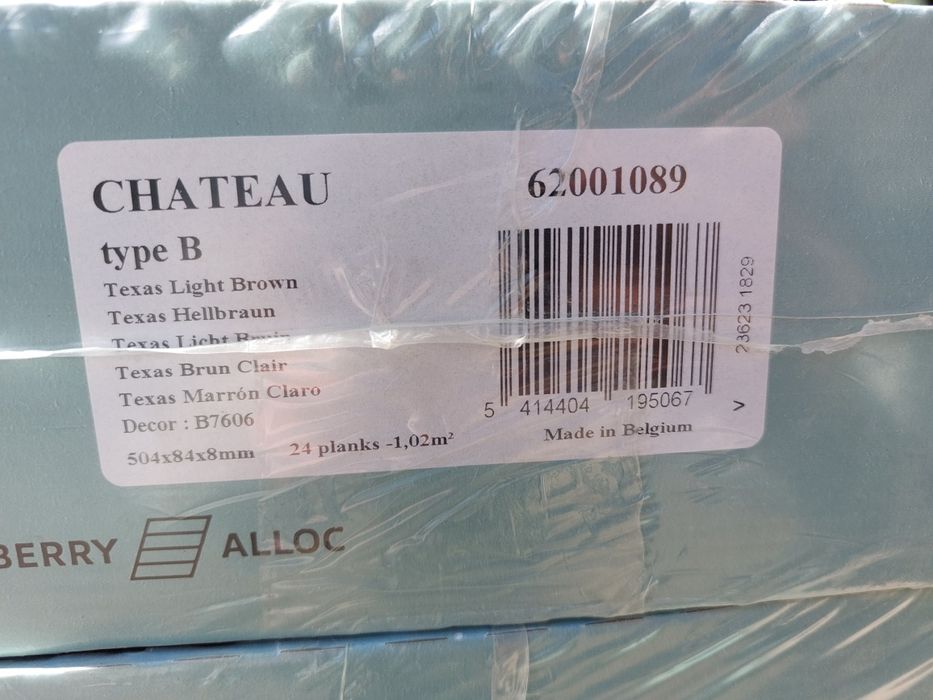 CHATEAU
type B
Texas Light Brown
Texas Hellbraun
Texas Licht Bruin
Texas Brun Clair
Texas Marrón Claro
Decor : B7606
504x84x8mm
24 planks -1,02m²
62001089
5 414404 195067 >
Made in Belgium
23623 1829
BERRY ALLOC